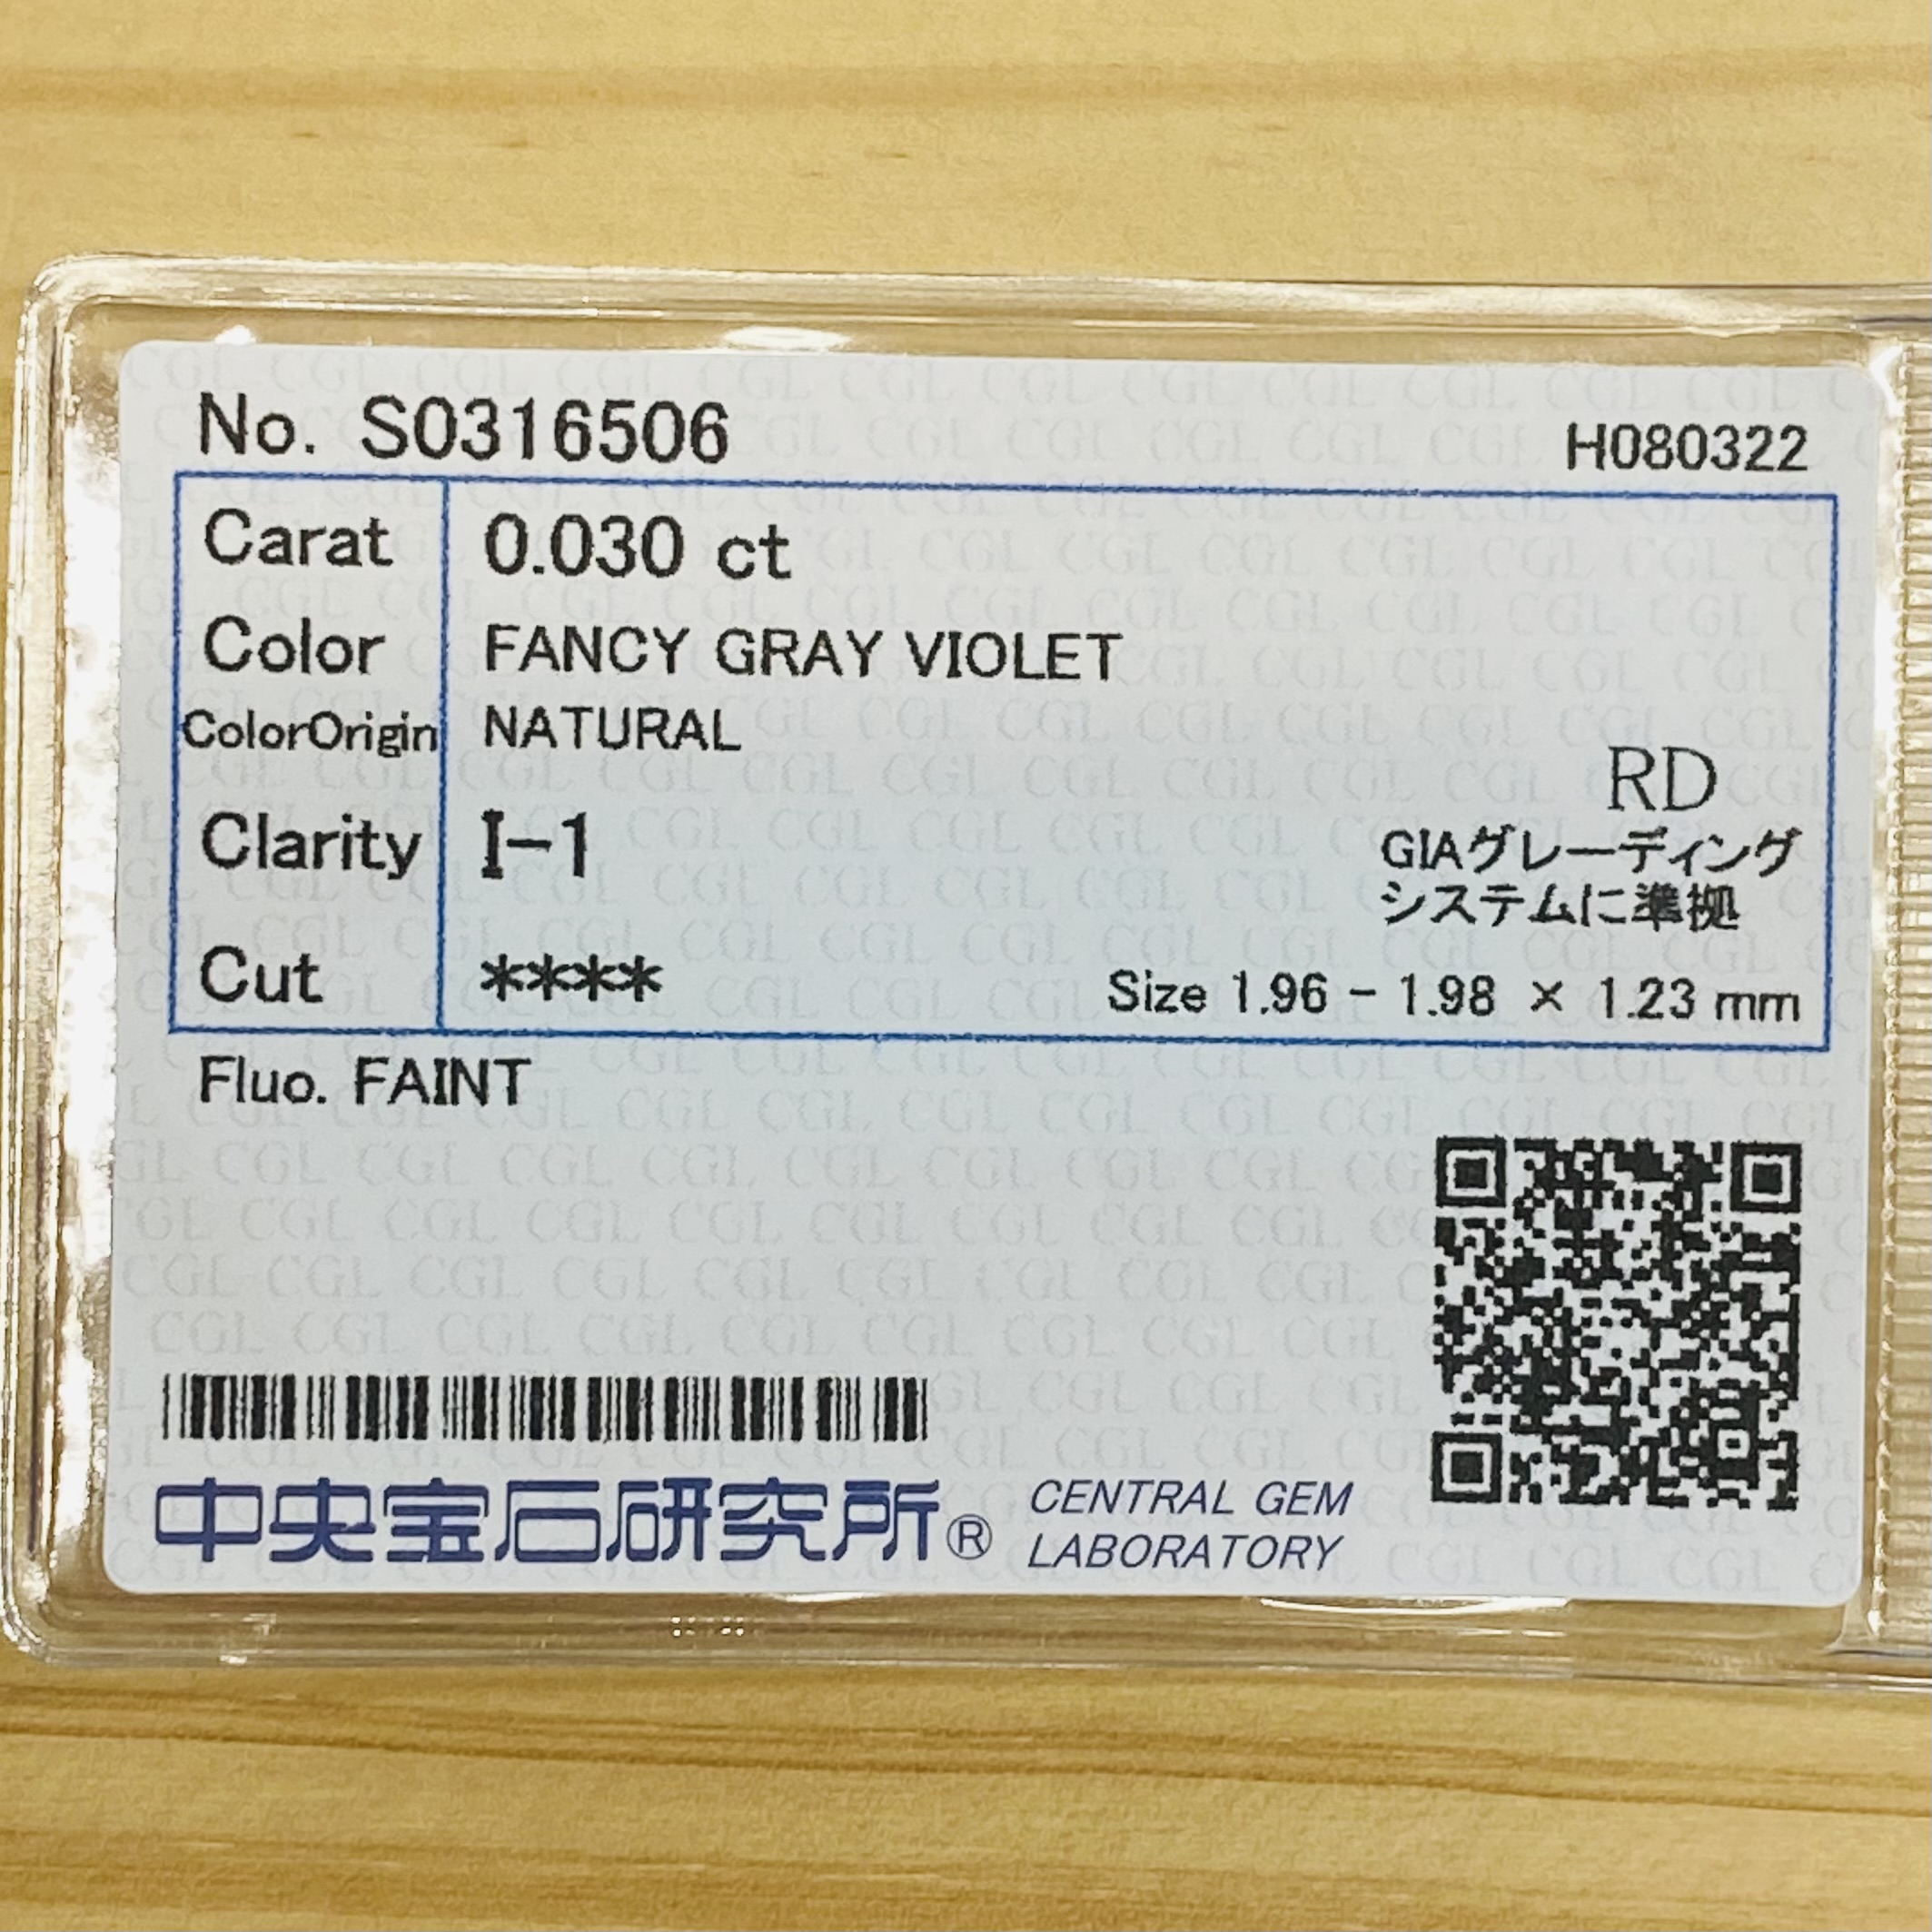 No. S0316506
H080322
Carat 0.030 ct
Color FANCY GRAY VIOLET
ColorOrigin NATURAL
RD
Clarity I-1
GIAグレーディング
システムに準拠
Cut ****
Size 1.96 - 1.98 × 1.23 mm
Fluo. FAINT
中央宝石研究所®
CENTRAL GEM
LABORATORY